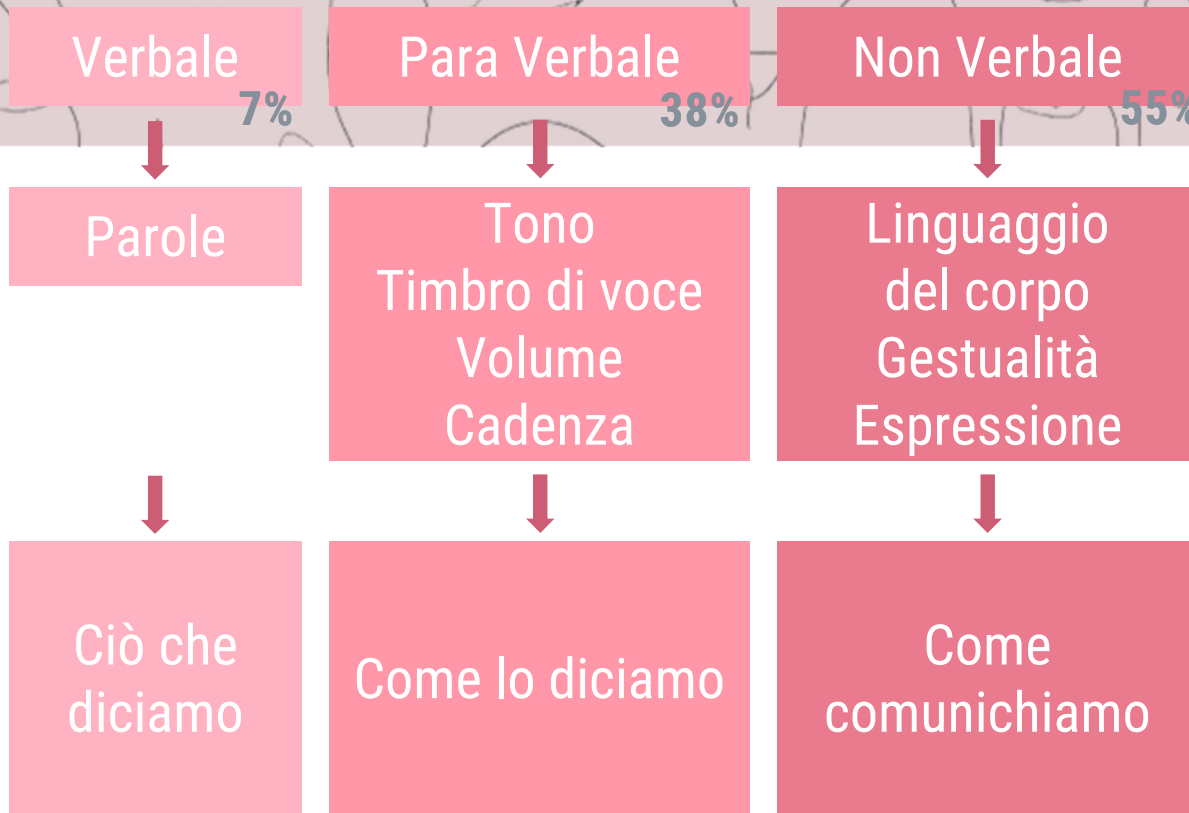 Verbale
7%
Para Verbale
38%
Non Verbale
55%
Parole
Tono
Timbro di voce
Volume
Cadenza
Linguaggio
del corpo
Gestualità
Espressione
Ciò che
diciamo
Come lo diciamo
Come
comunichiamo